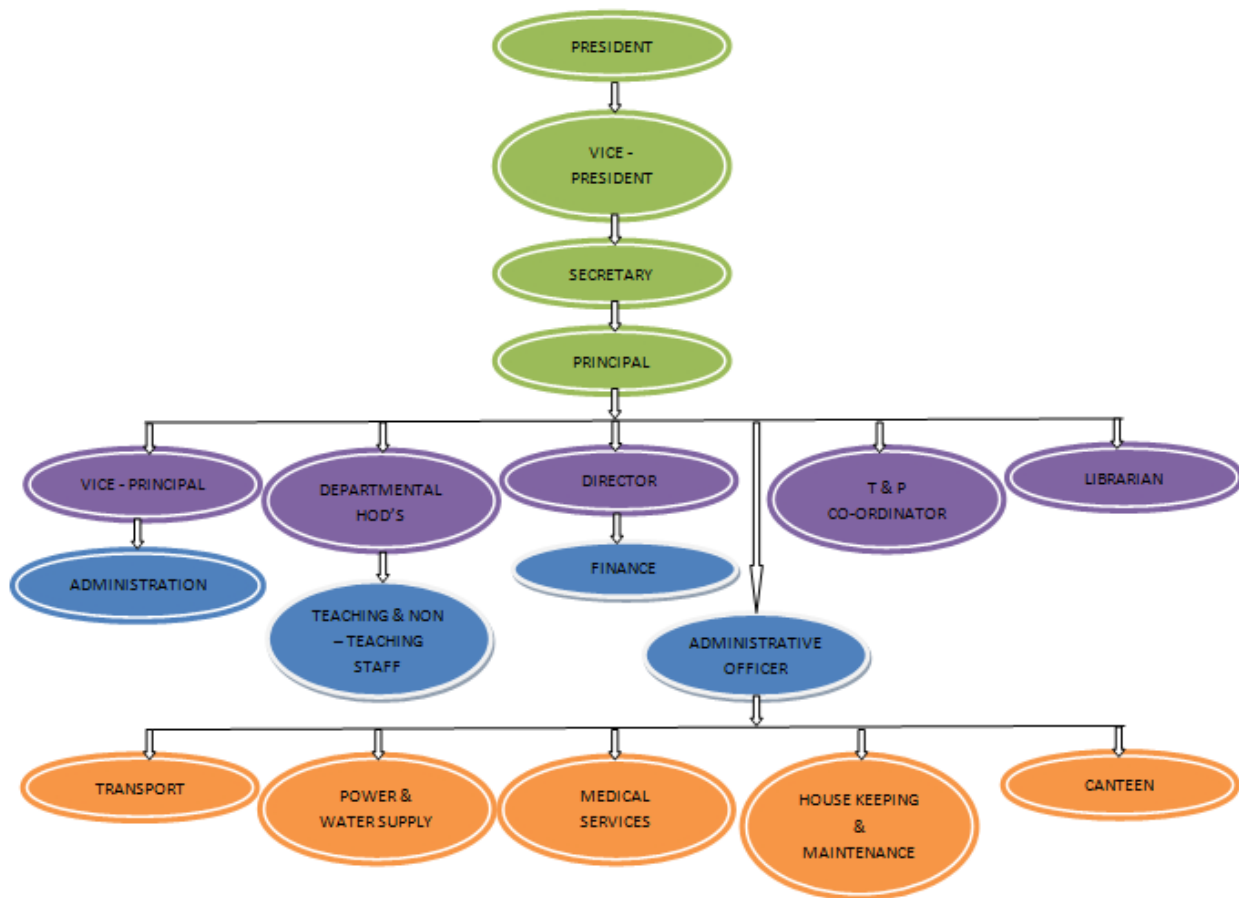 PRESIDENT
VICE -
PRESIDENT
SECRETARY
PRINCIPAL
VICE - PRINCIPAL
DEPARTMENTAL
HOD'S
DIRECTOR
T & P
CO-ORDINATOR
LIBRARIAN
ADMINISTRATION
TEACHING & NON
– TEACHING
STAFF
FINANCE
ADMINISTRATIVE
OFFICER
TRANSPORT
POWER &
WATER SUPPLY
MEDICAL
SERVICES
HOUSE KEEPING
&
MAINTENANCE
CANTEEN